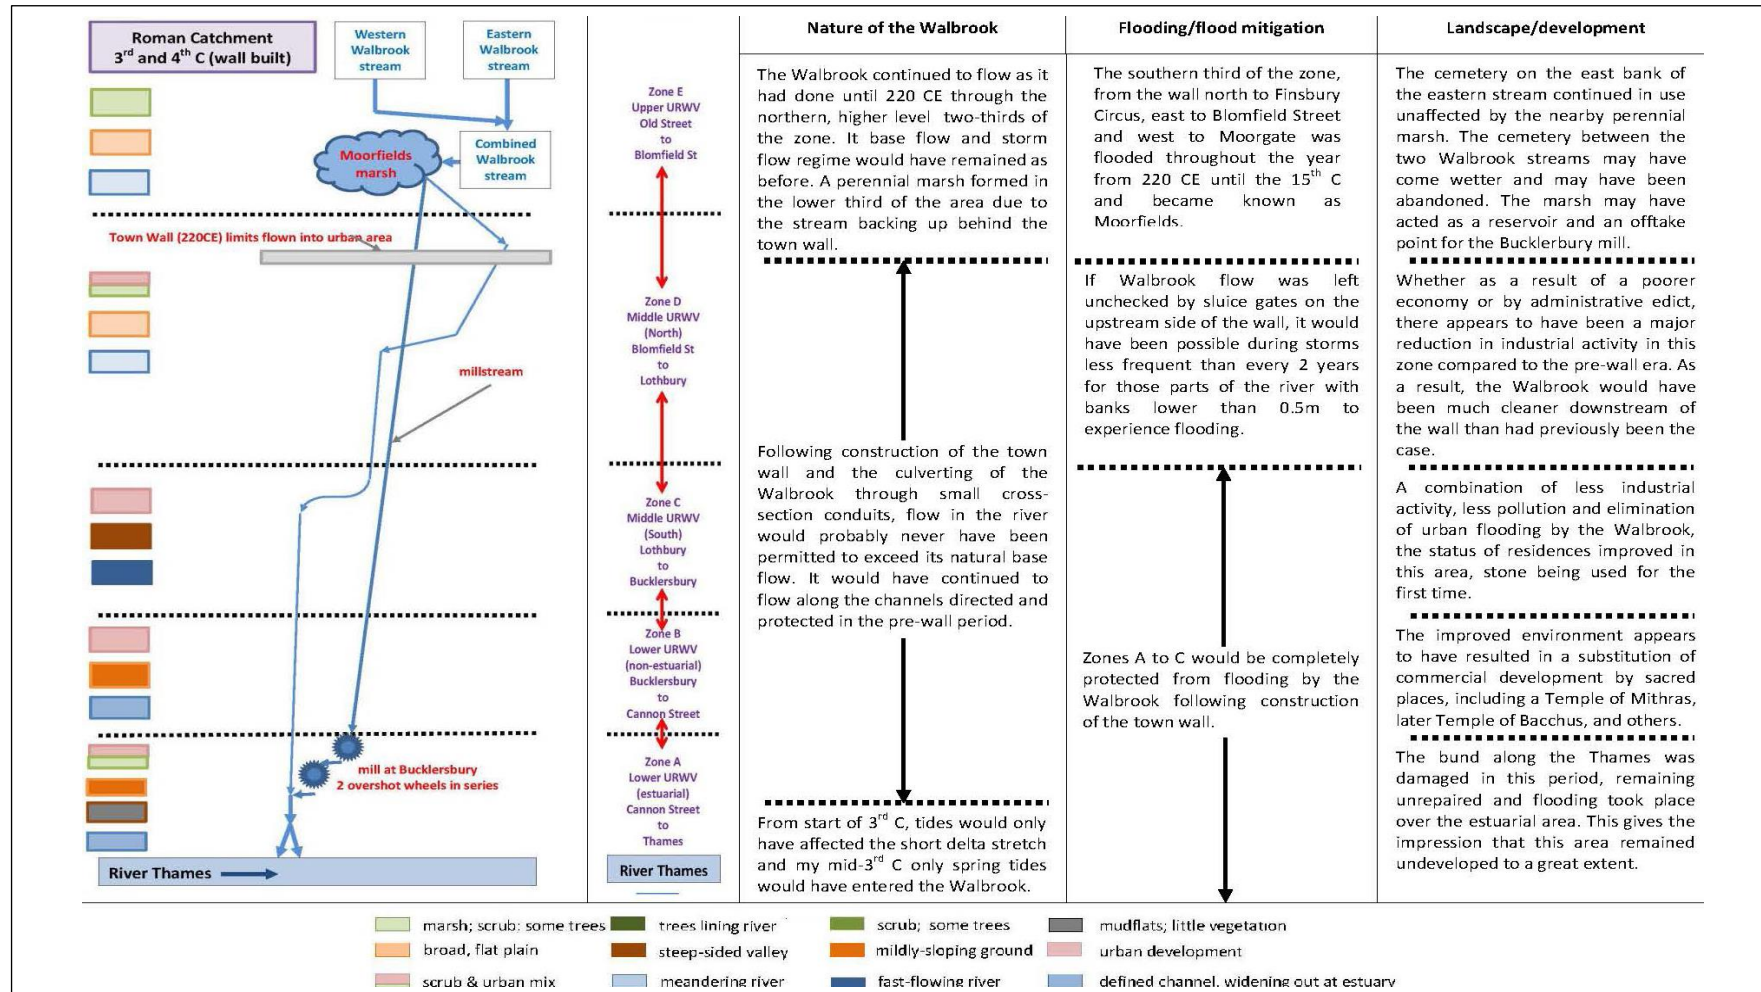 Roman Catchment
3rd and 4th C (wall built)
Western
Walbrook
stream
Eastern
Walbrook
stream
Moorfields
marsh
Combined
Walbrook
stream
Town Wall (220CE) limits flown into urban area
millstream
mill at Bucklersbury
2 overshot wheels in series
River Thames
Zone E
Upper URWV
Old Street
to
Blomfield St
Zone D
Middle URWV
(North)
Blomfield St
to
Lothbury
Zone C
Middle URWV
(South)
Lothbury
to
Bucklersbury
Zone B
Lower URWV
(non-estuarial)
Bucklersbury
to
Cannon Street
Zone A
Lower URWV
(estuarial)
Cannon Street
to
Thames
River Thames
Nature of the Walbrook
The Walbrook continued to flow as it
had done until 220 CE through the
northern, higher level two-thirds of
the zone. It base flow and storm
flow regime would have remained as
before. A perennial marsh formed in
the lower third of the area due to
the stream backing up behind the
town wall.
Following construction of the town
wall and the culverting of the
Walbrook through small cross-
section conduits, flow in the river
would probably never have been
permitted to exceed its natural base
flow. It would have continued to
flow along the channels directed and
protected in the pre-wall period.
From start of 3rd C, tides would only
have affected the short delta stretch
and my mid-3rd C only spring tides
would have entered the Walbrook.
Flooding/flood mitigation
The southern third of the zone,
from the wall north to Finsbury
Circus, east to Blomfield Street
and west to Moorgate was
flooded throughout the year
from 220 CE until the 15th C
and became known as
Moorfields.
If Walbrook flow was left
unchecked by sluice gates on the
upstream side of the wall, it would
have been possible during storms
less frequent than every 2 years
for those parts of the river with
banks lower than 0.5m to
experience flooding.
Zones A to C would be completely
protected from flooding by the
Walbrook following construction
of the town wall.
Landscape/development
The cemetery on the east bank of
the eastern stream continued in use
unaffected by the nearby perennial
marsh. The cemetery between the
two Walbrook streams may have
come wetter and may have been
abandoned. The marsh may have
acted as a reservoir and an offtake
point for the Bucklerbury mill.
Whether as a result of a poorer
economy or by administrative edict,
there appears to have been a major
reduction in industrial activity in this
zone compared to the pre-wall era. As
a result, the Walbrook would have
been much cleaner downstream of
the wall than had previously been the
case.
A combination of less industrial
activity, less pollution and elimination
of urban flooding by the Walbrook,
the status of residences improved in
this area, stone being used for the
first time.
The improved environment appears
to have resulted in a substitution of
commercial development by sacred
places, including a Temple of Mithras,
later Temple of Bacchus, and others.
The bund along the Thames was
damaged in this period, remaining
unrepaired and flooding took place
over the estuarial area. This gives the
impression that this area remained
undeveloped to a great extent.
marsh; scrub; some trees
trees lining river
scrub; some trees
mudflats; little vegetation
broad, flat plain
steep-sided valley
mildly-sloping ground
urban development
scrub & urban mix
meandering river
fast-flowing river
defined channel, widening out at estuary